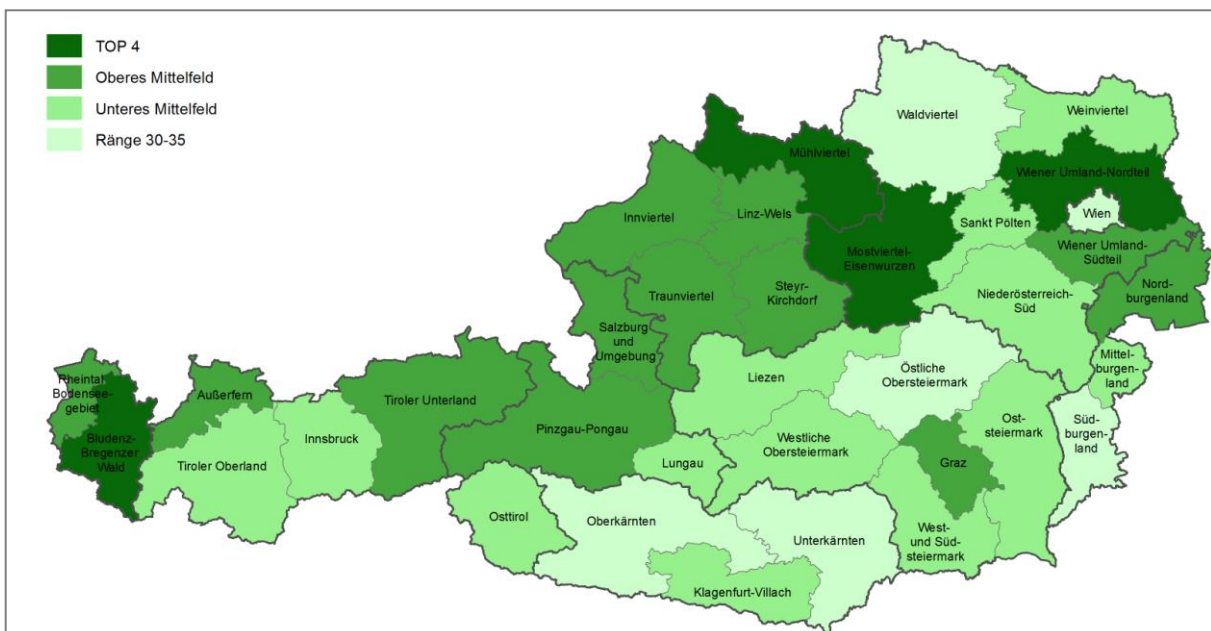 TOP 4
Oberes Mittelfeld
Unteres Mittelfeld
Ränge 30-35
Waldviertel
Weinviertel
Mühlviertel
Wiener Umland-Nordteil
Wien
Innviertel
Linz-Wels
Sankt Pölten
Mostviertel-
Eisenwurzen
Wiener Umland-
Südteil
Nord-
burgenland
Traunviertel
Steyr-
Kirchdorf
Niederösterreich-
Süd
Salzburg
und
Umgebung
Mittel-
burgen-
land
Rheintal-
Bodensee-
gebiet
Außerfern
Tiroler Unterland
Liezen
Östliche
Obersteiermark
Bludenz-
Bregenzer
Wald
Innsbruck
Pinzgau-Pongau
Tiroler Oberland
Westliche
Obersteiermark
Ost-
steiermark
Süd-
burgen-
land
Lungau
Graz
Osttirol
Oberkärnten
Unterkärnten
West-
und Süd-
steiermark
Klagenfurt-Villach